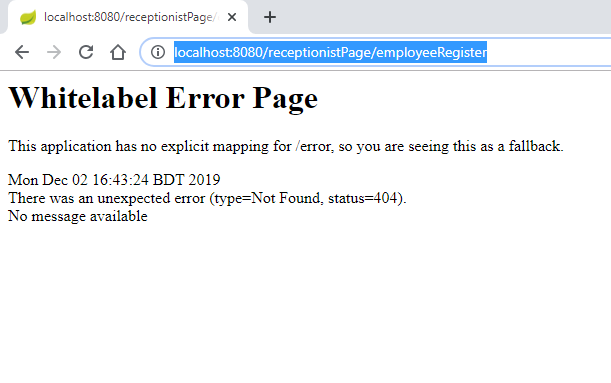 localhost:8080/receptionistPage/
localhost:8080/receptionistPage/employeeRegister
Whitelabel Error Page
This application has no explicit mapping for /error, so you are seeing this as a fallback.
Mon Dec 02 16:43:24 BDT 2019
There was an unexpected error (type=Not Found, status=404).
No message available